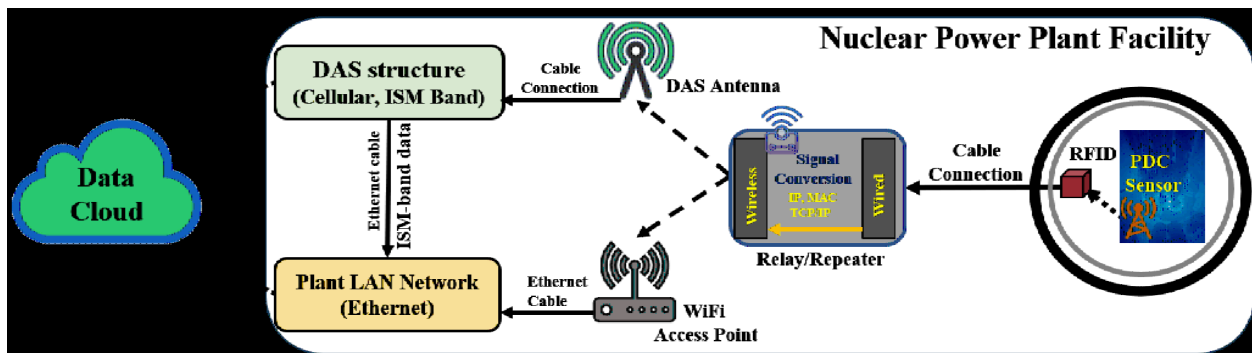 Nuclear Power Plant Facility
DAS structure
(Cellular, ISM Band)
Cable
Connection
DAS Antenna
Data
Cloud
Ethernet cable
ISM-band data
Signal
Conversion
IP, MAC
TCP/IP
Wireless
Wired
Relay/Repeater
Cable
Connection
RFID
PDC
Sensor
Plant LAN Network
(Ethernet)
Ethernet
Cable
WiFi
Access Point